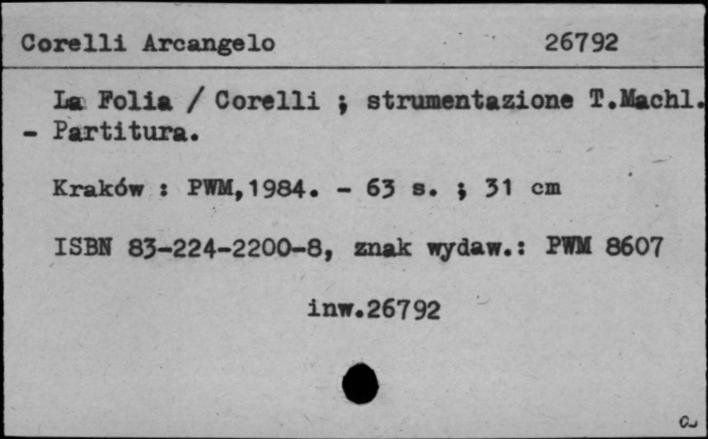 Corelli Arcangelo 26792
La Folia / Corelli ; strumentazione T.Machl.
- Partitura.
Kraków : PWM,1984. - 63 s. ; 31 cm
ISBN 83-224-2200-8, znak wydaw.: PWM 8607
inw.26792